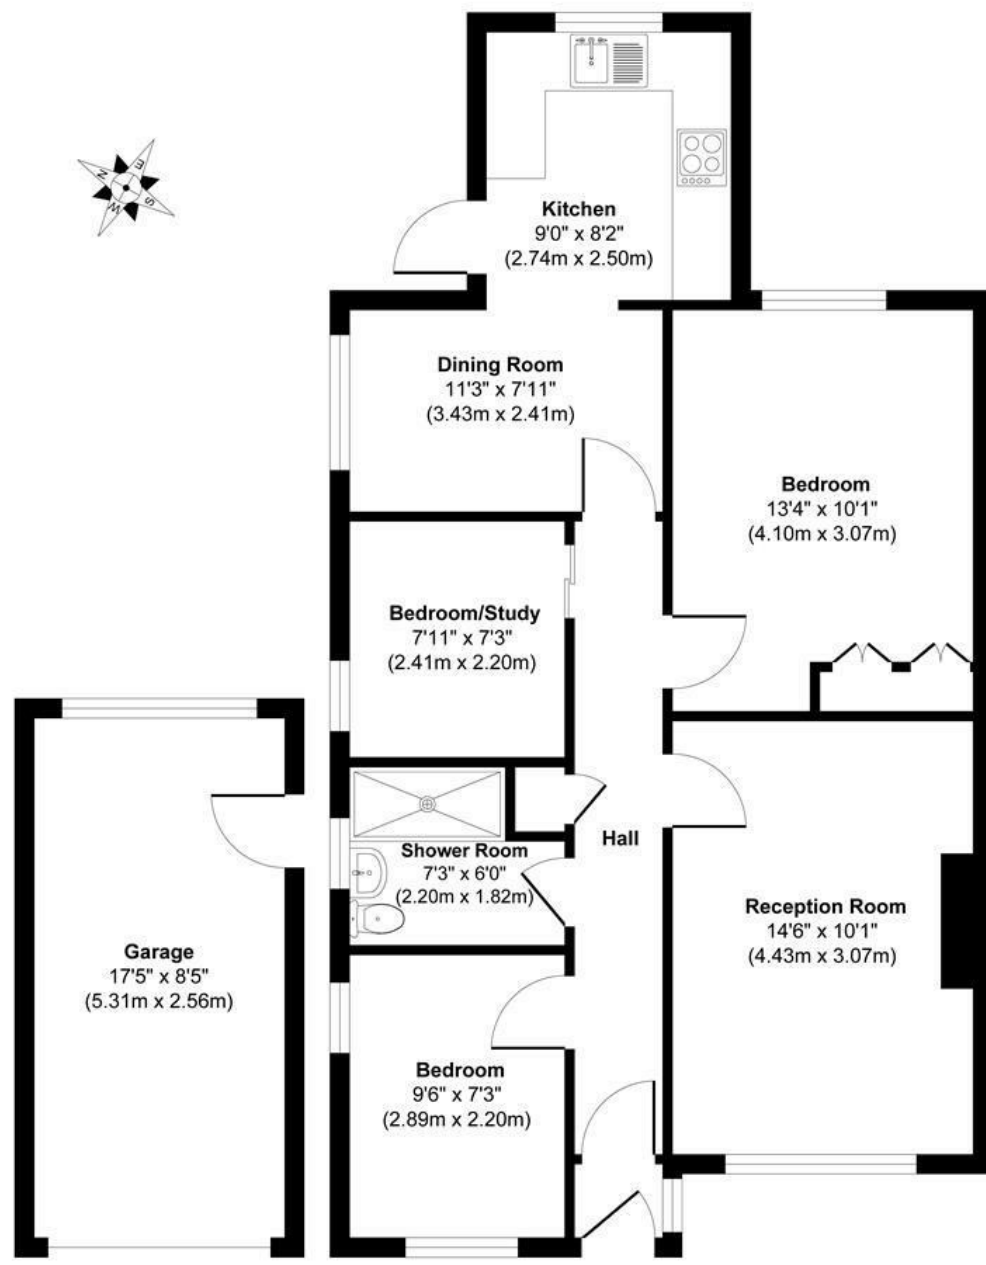 N
E
S
W
Kitchen
9'0" x 8'2"
(2.74m x 2.50m)
Dining Room
11'3" x 7'11"
(3.43m x 2.41m)
Bedroom
13'4" x 10'1"
(4.10m x 3.07m)
Bedroom/Study
7'11" x 7'3"
(2.41m x 2.20m)
Hall
Shower Room
7'3" x 6'0"
(2.20m x 1.82m)
Reception Room
14'6" x 10'1"
(4.43m x 3.07m)
Garage
17'5" x 8'5"
(5.31m x 2.56m)
Bedroom
9'6" x 7'3"
(2.89m x 2.20m)